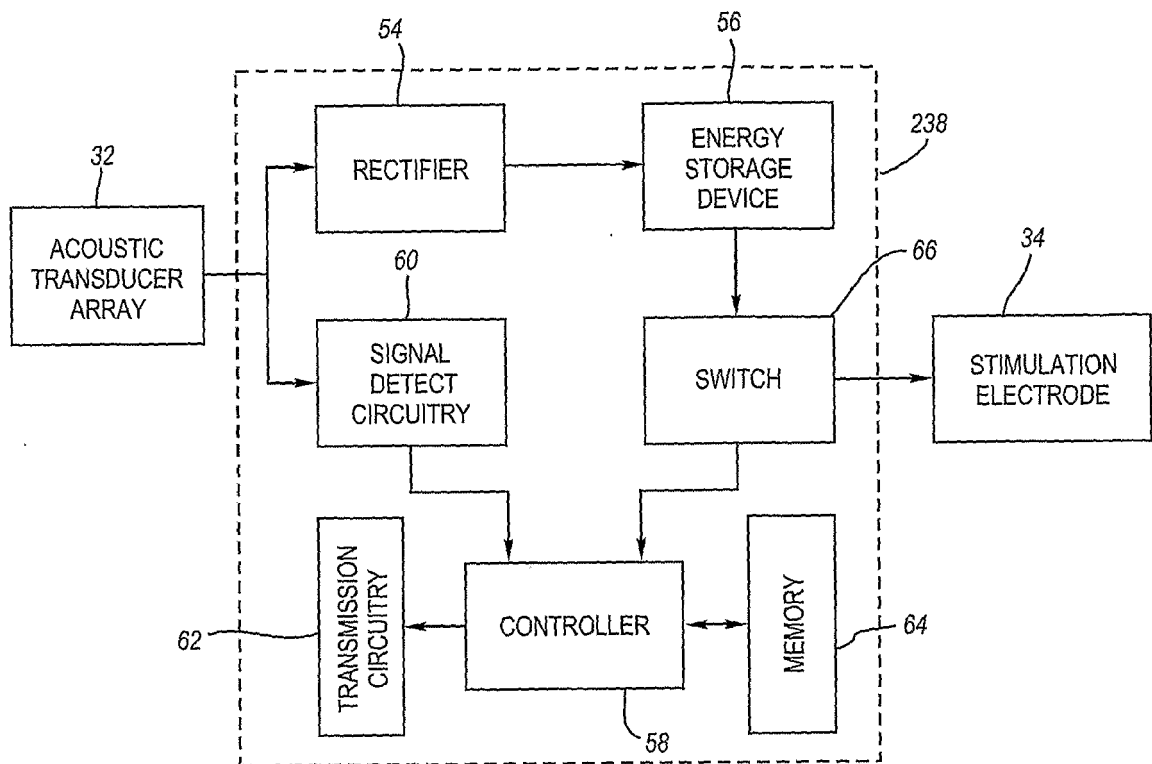 54
56
238
32
RECTIFIER
ENERGY
STORAGE
DEVICE
ACOUSTIC
TRANSDUCER
ARRAY
60
66
34
SIGNAL
DETECT
CIRCUITRY
SWITCH
STIMULATION
ELECTRODE
62
TRANSMISSION
CIRCUITRY
CONTROLLER
MEMORY
64
58